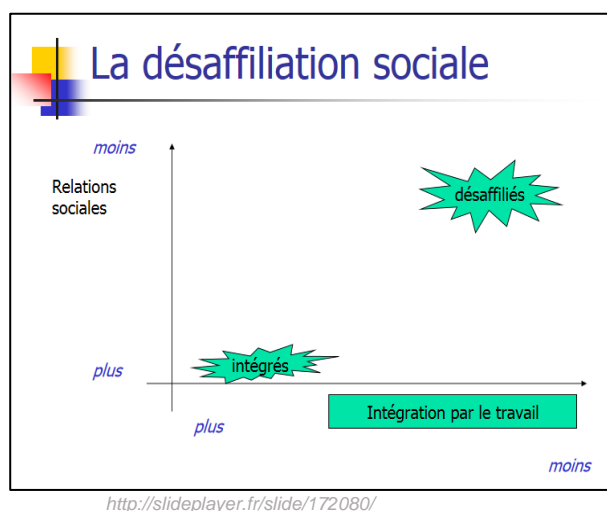 La désaffiliation sociale
moins
Relations
sociales
désaffiliés
plus
intégrés
Intégration par le travail
plus
moins
http://slideplayer.fr/slide/172080/